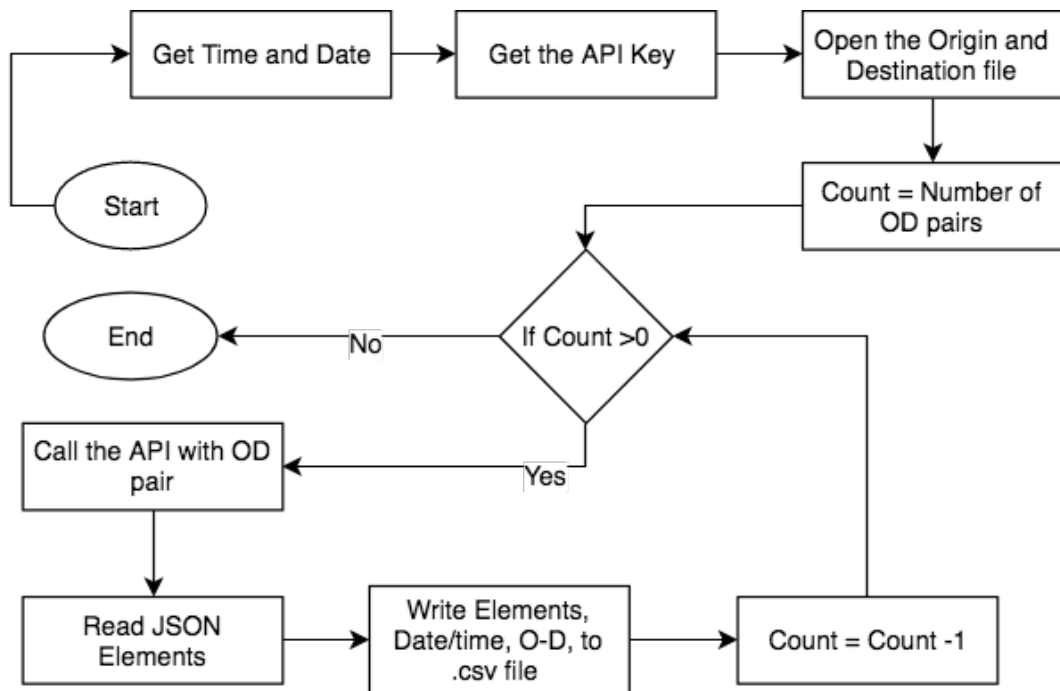 Get Time and Date
Get the API Key
Open the Origin and
Destination file
Start
Count = Number of
OD pairs
End
No
If Count >0
Call the API with OD
pair
Yes
Read JSON
Elements
Write Elements,
Date/time, O-D, to
.csv file
Count = Count -1